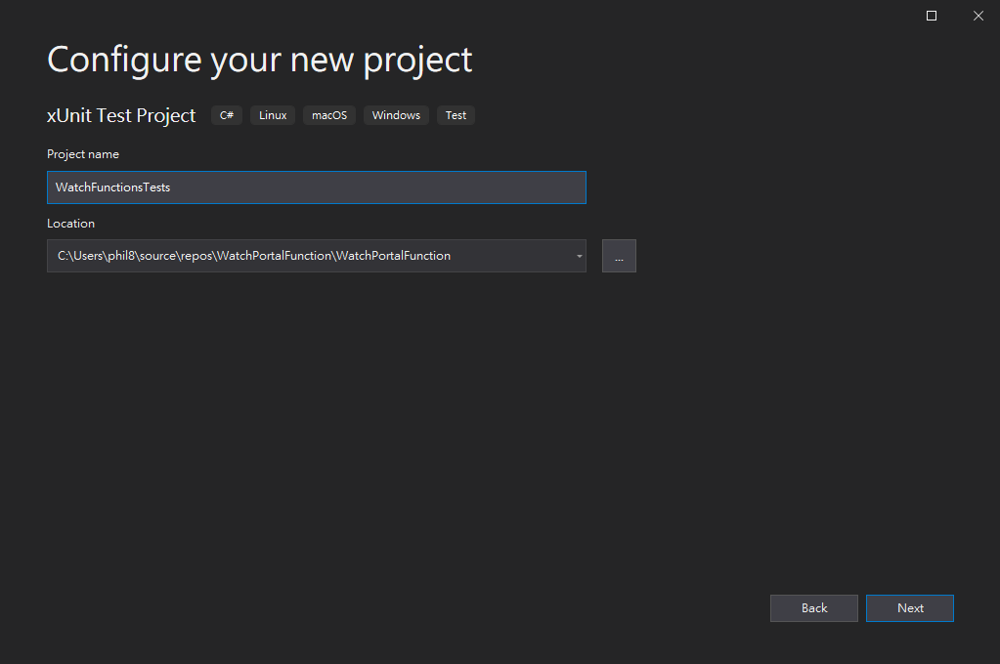 Configure your new project
xUnit Test Project C# Linux macOS Windows Test
Project name
WatchFunctionsTests
Location
C:\Users\phil8\source\repos\WatchPortalFunction\WatchPortalFunction
...
Back Next